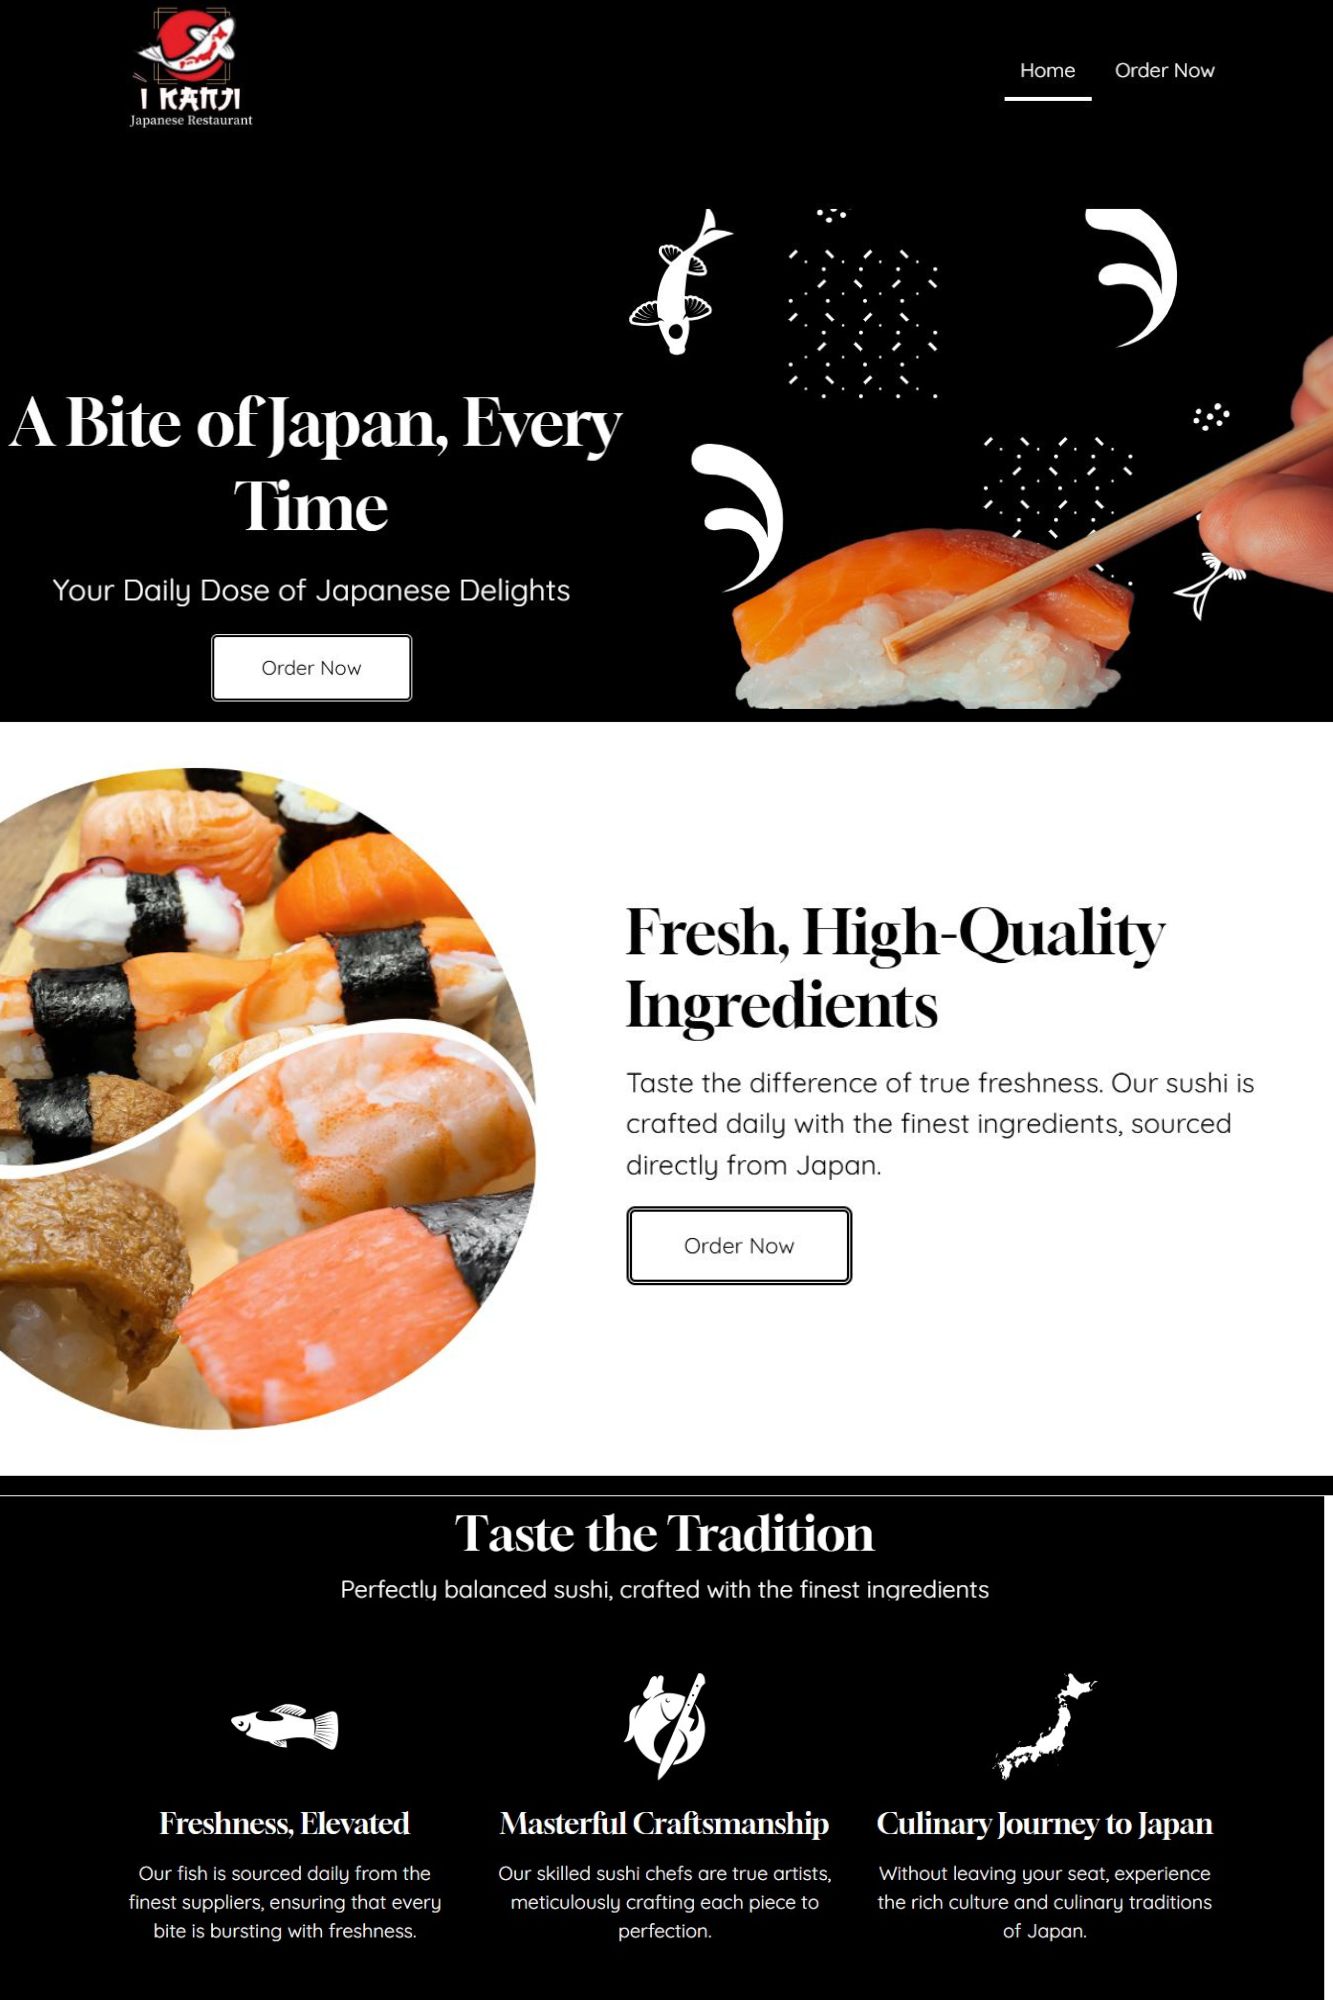 I KANJI
Japanese Restaurant
Home
Order Now
A Bite of Japan, Every
Time
Your Daily Dose of Japanese Delights
Order Now
Fresh, High-Quality
Ingredients
Taste the difference of true freshness. Our sushi is
crafted daily with the finest ingredients, sourced
directly from Japan.
Order Now
Taste the Tradition
Perfectly balanced sushi, crafted with the finest ingredients
Freshness, Elevated
Our fish is sourced daily from the
finest suppliers, ensuring that every
bite is bursting with freshness.
Masterful Craftsmanship
Our skilled sushi chefs are true artists,
meticulously crafting each piece to
perfection.
Culinary Journey to Japan
Without leaving your seat, experience
the rich culture and culinary traditions
of Japan.